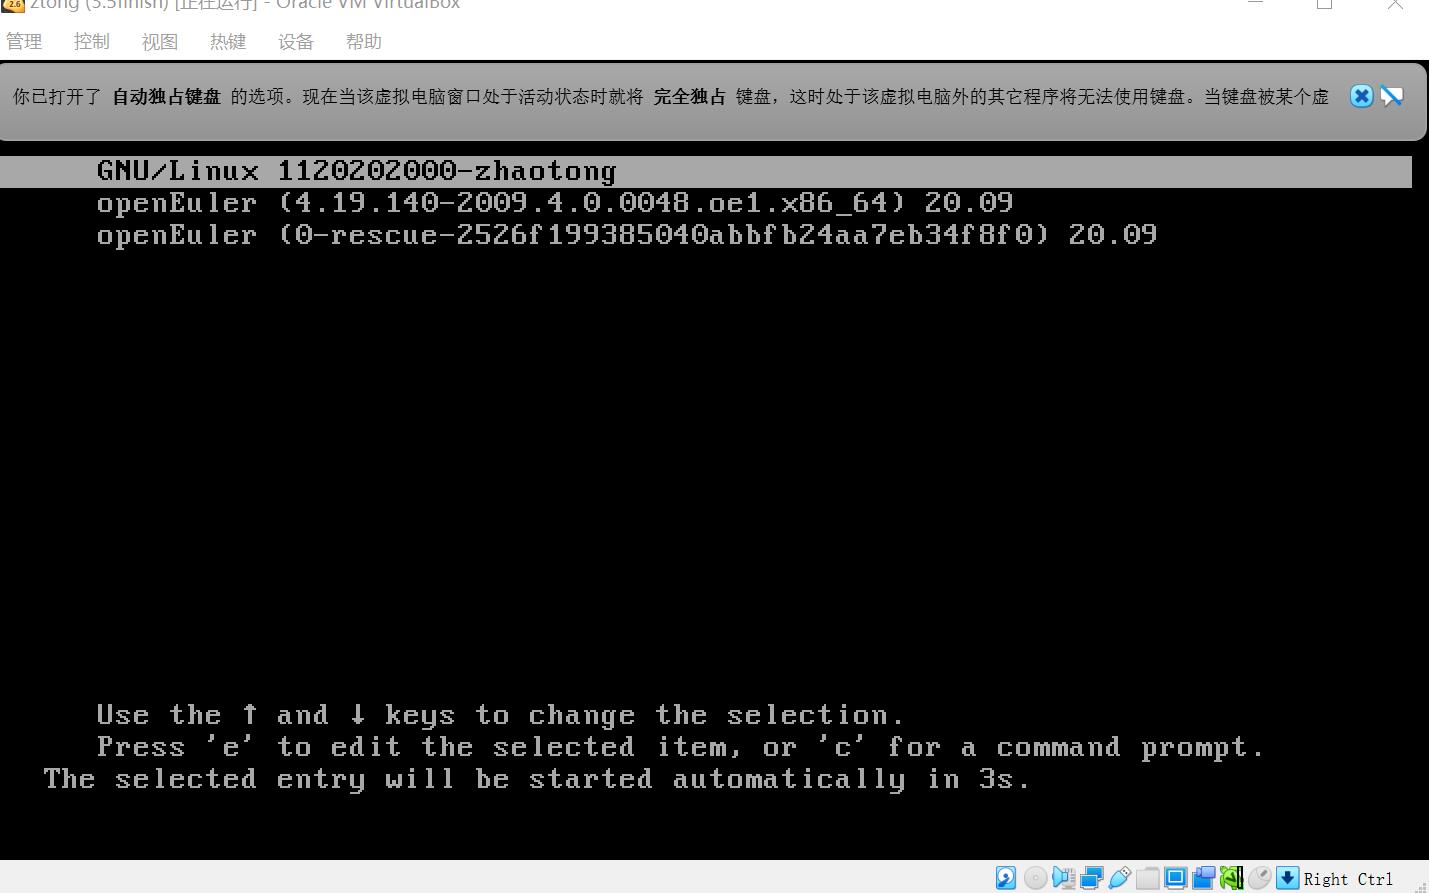 ztong (3.5finish) [正在运行] - Oracle VM VirtualBox
管理 控制 视图 热键 设备 帮助
你已打开了 自动独占键盘 的选项。现在当该虚拟电脑窗口处于活动状态时就将 完全独占 键盘，这时处于该虚拟电脑外的其它程序将无法使用键盘。当键盘被某个虚
GNU/Linux 1120202000-zhaotong
openEuler (4.19.140-2009.4.0.0048.oe1.x86_64) 20.09
openEuler (0-rescue-2526f199385040abbfb24aa7eb34f8f0) 20.09
Use the ↑ and ↓ keys to change the selection.
Press 'e' to edit the selected item, or 'c' for a command prompt.
The selected entry will be started automatically in 3s.
Right Ctrl